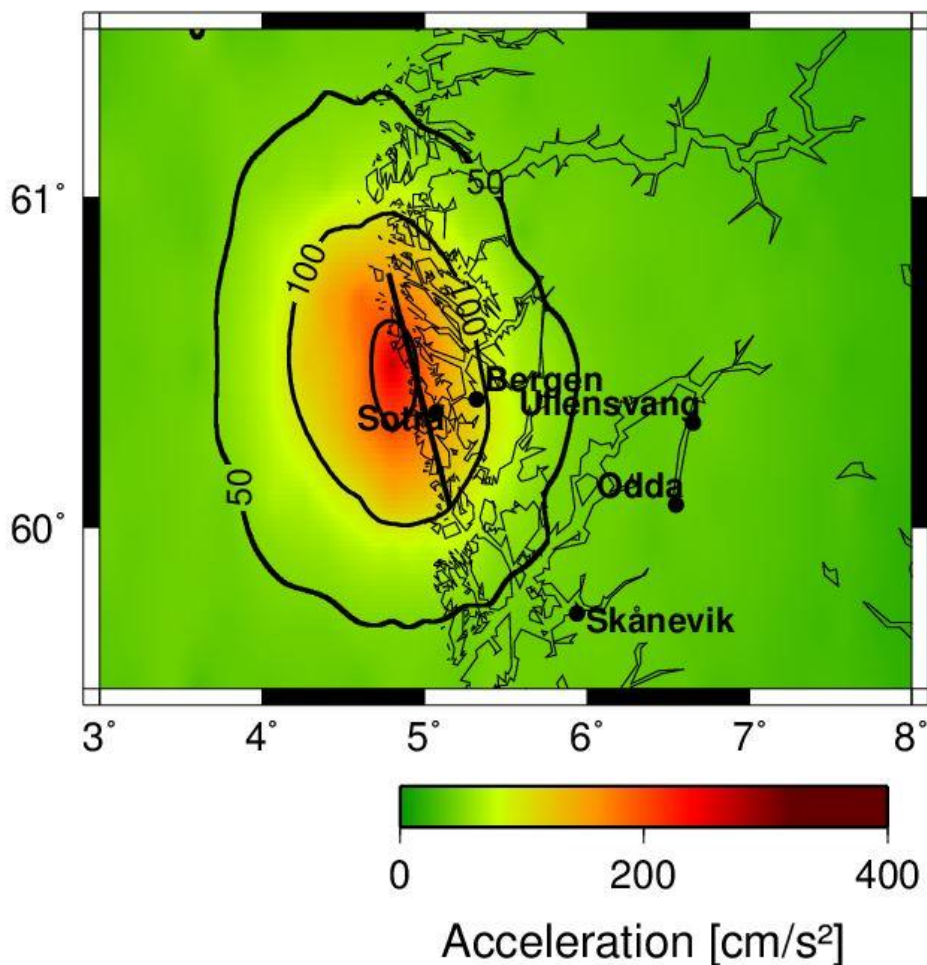 50
61°
100
100
Bergen
Sotra
Ullensvang
50
Odda
60°
Skånevik
3° 4° 5° 6° 7° 8°
0 200 400
Acceleration [cm/s²]